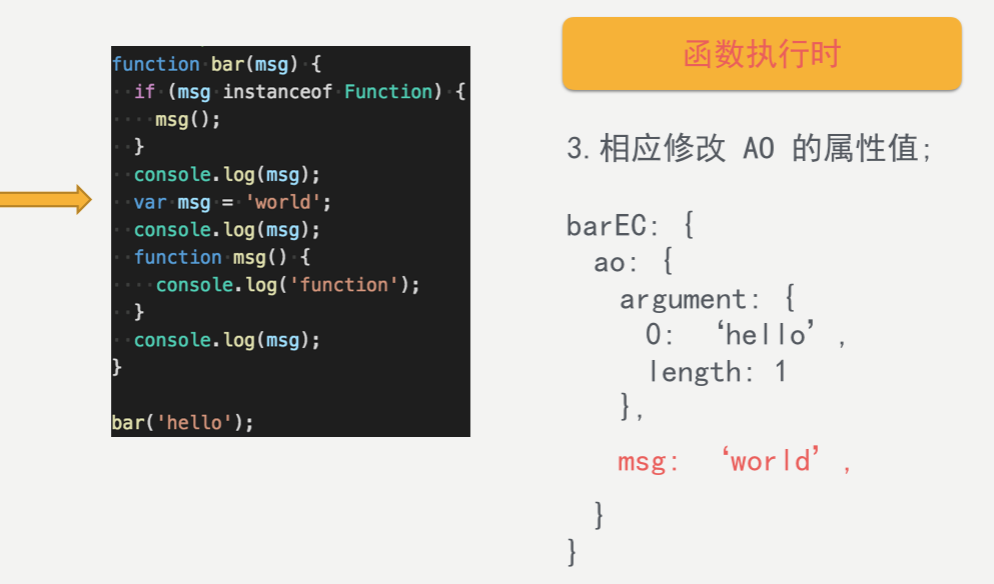 function bar(msg) {
  if (msg instanceof Function) {
    msg();
  }
  console.log(msg);
  var msg = 'world';
  console.log(msg);
  function msg() {
    console.log('function');
  }
  console.log(msg);
}

bar('hello');
函数执行时
3.相应修改 AO 的属性值;
barEC: {
  ao: {
    argument: {
      0: ‘hello’,
      length: 1
    },
    msg: ‘world’,
  }
}